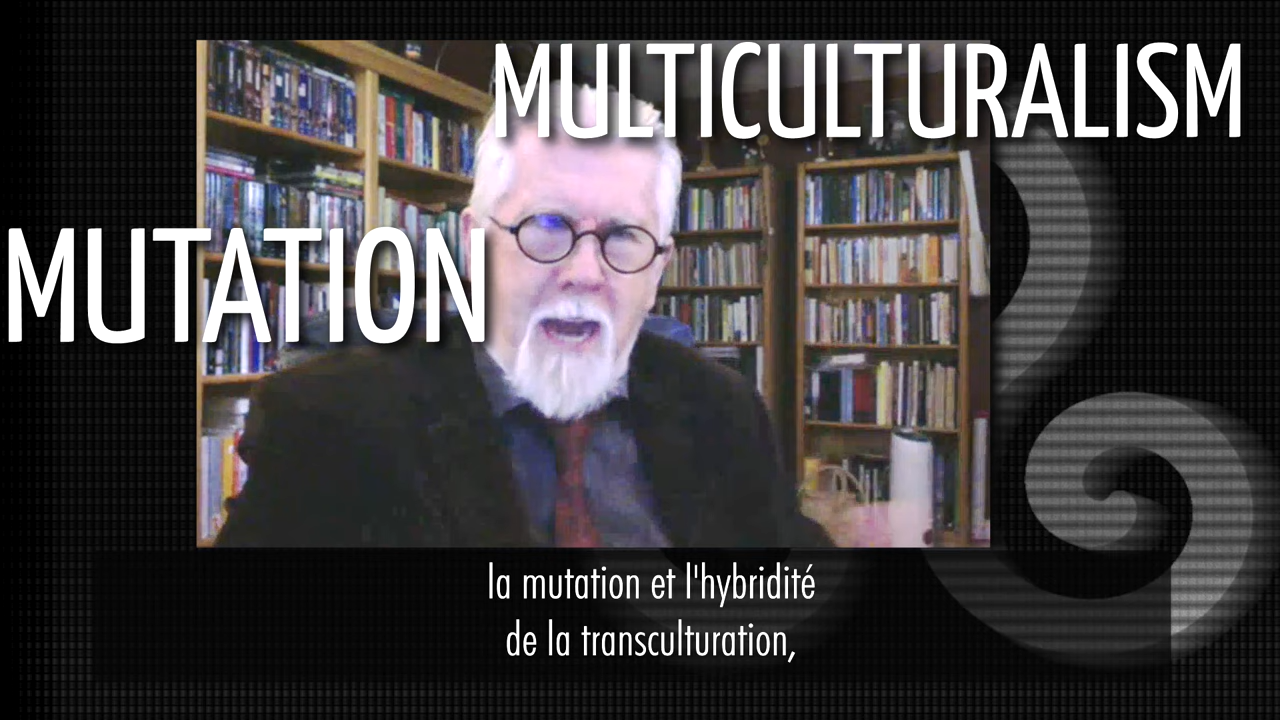 MULTICULTURALISM
MUTATION
la mutation et l'hybridité
de la transculturation,